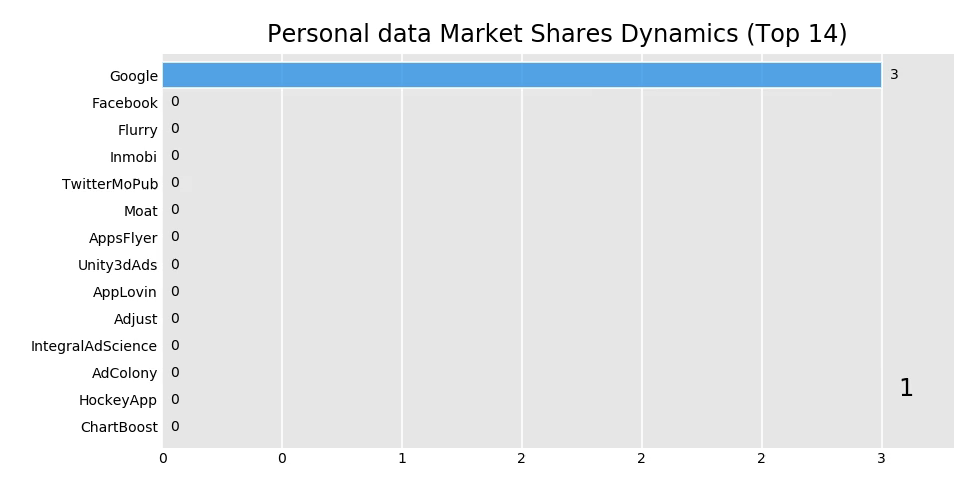 Personal data Market Shares Dynamics (Top 14)
Google 3
Facebook 0
Flurry 0
Inmobi 0
TwitterMoPub 0
Moat 0
AppsFlyer 0
Unity3dAds 0
AppLovin 0
Adjust 0
IntegralAdScience 0
AdColony 0
1
HockeyApp 0
ChartBoost 0
0 0 1 2 2 2 3